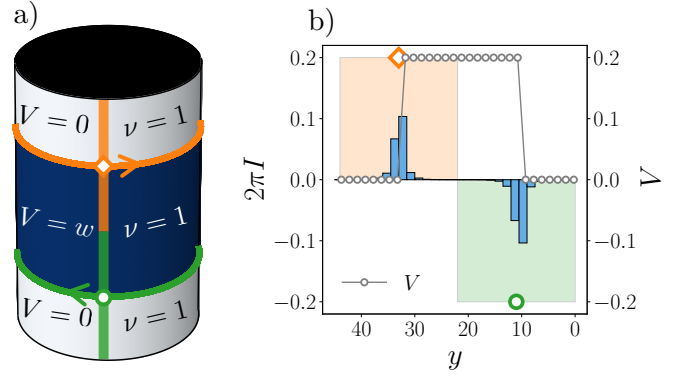 a)
V = 0 ν = 1
V = w ν = 1
V = 0 ν = 1
b)
0.2 0.2
0.1 0.1
0.0 0.0
−0.1 −0.1
−0.2 −0.2
2πI
V
V
40 30 20 10 0
y